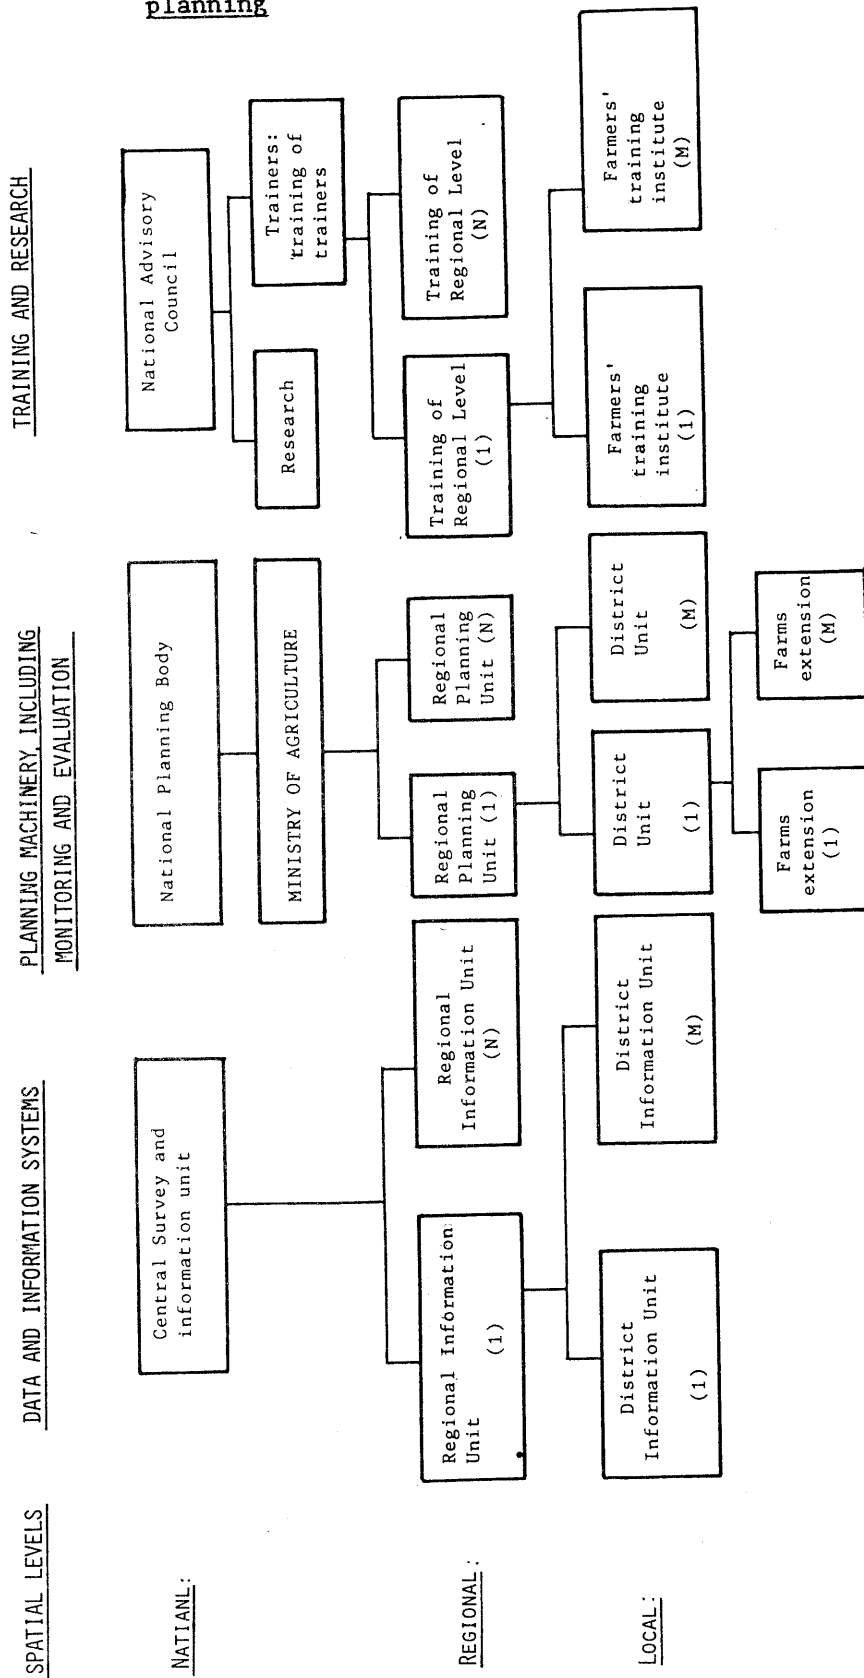 planning
SPATIAL LEVELS
DATA AND INFORMATION SYSTEMS
PLANNING MACHINERY, INCLUDING
MONITORING AND EVALUATION
TRAINING AND RESEARCH
NATIANL:
Central Survey and
information unit
National Planning Body
MINISTRY OF AGRICULTURE
National Advisory
Council
Research
Trainers:
training of
trainers
REGIONAL:
Regional Information
Unit
(1)
Regional
Information Unit
(N)
Regional
Planning
Unit (1)
Regional
Planning
Unit (N)
Training of
Regional Level
(1)
Training of
Regional Level
(N)
LOCAL:
District
Information Unit
(1)
District
Information Unit
(M)
District
Unit
(1)
District
Unit
(M)
Farmers'
training
institute
(1)
Farmers'
training
institute
(M)
Farms
extension
(1)
Farms
extension
(M)